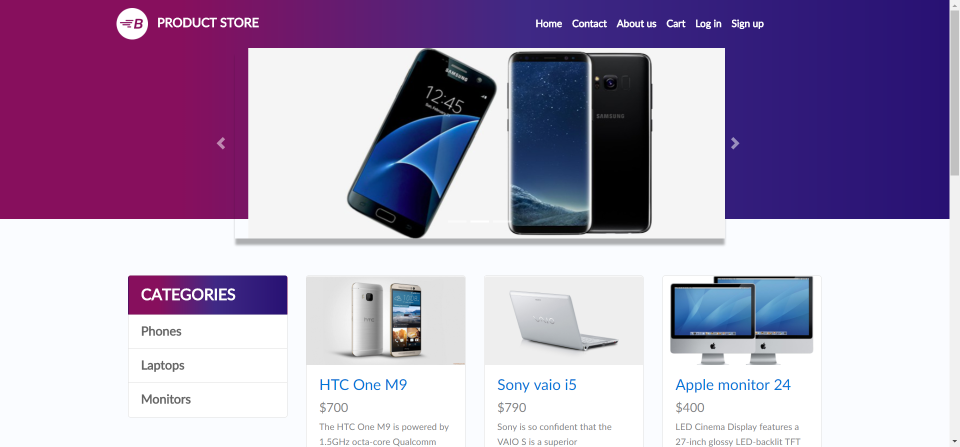 B PRODUCT STORE
Home Contact About us Cart Log in Sign up
SAMSUNG
12:45
SAMSUNG
CATEGORIES
Phones
Laptops
Monitors
HTC One M9
$700
The HTC One M9 is powered by
1.5GHz octa-core Qualcomm
VAIO
Sony vaio i5
$790
Sony is so confident that the
VAIO S is a superior
Apple monitor 24
$400
LED Cinema Display features a
27-inch glossy LED-backlit TFT